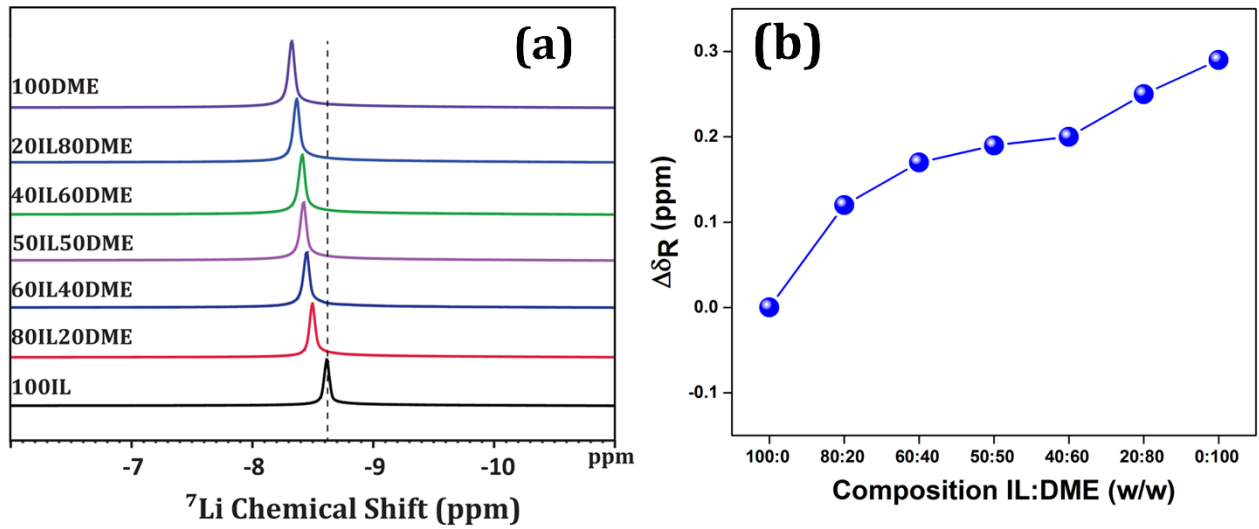 (a)
100DME
20IL80DME
40IL60DME
50IL50DME
60IL40DME
80IL20DME
100IL
-7 -8 -9 -10 ppm
⁷Li Chemical Shift (ppm)
(b)
ΔδR (ppm)
0.3
0.2
0.1
0.0
-0.1
100:0 80:20 60:40 50:50 40:60 20:80 0:100
Composition IL:DME (w/w)